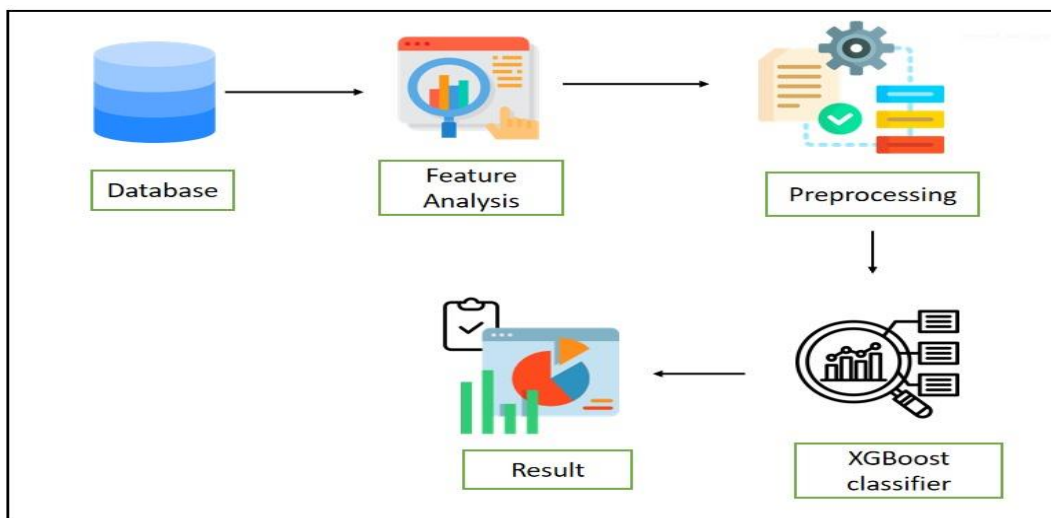 Database
Feature
Analysis
Preprocessing
XGBoost
classifier
Result